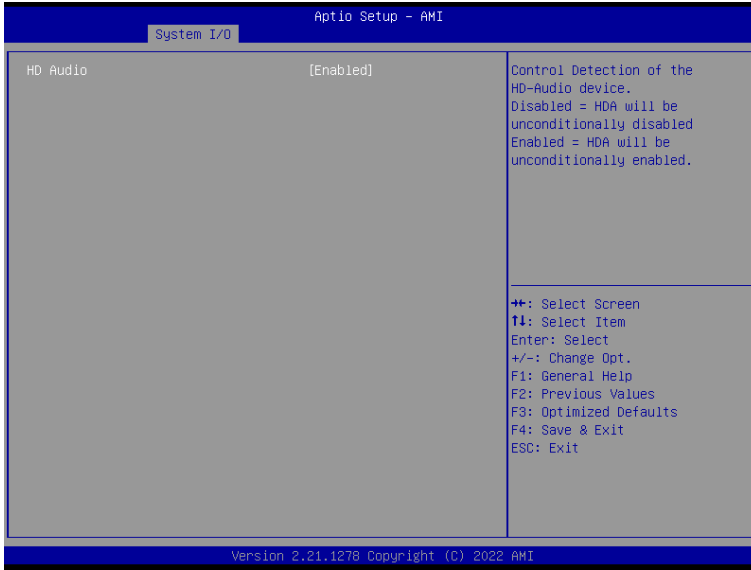 Aptio Setup – AMI
System I/O
HD Audio [Enabled]
Control Detection of the
HD-Audio device.
Disabled = HDA will be
unconditionally disabled
Enabled = HDA will be
unconditionally enabled.
→←: Select Screen
↑↓: Select Item
Enter: Select
+/-: Change Opt.
F1: General Help
F2: Previous Values
F3: Optimized Defaults
F4: Save & Exit
ESC: Exit
Version 2.21.1278 Copyright (C) 2022 AMI